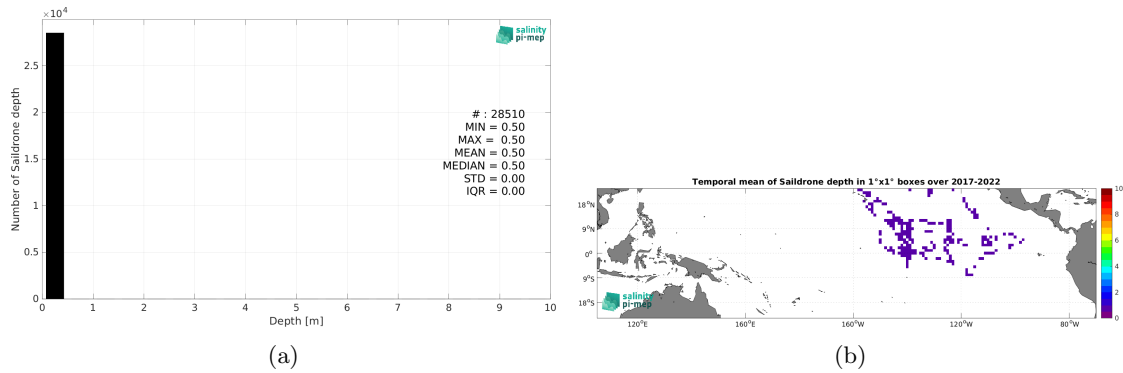 ×10⁴
salinity
pi-mep
2.5
2
1.5
1
0.5
0
Number of Saildrone depth
# : 28510
MIN = 0.50
MAX = 0.50
MEAN = 0.50
MEDIAN = 0.50
STD = 0.00
IQR = 0.00
0 1 2 3 4 5 6 7 8 9 10
Depth [m]
(a)
Temporal mean of Saildrone depth in 1°x1° boxes over 2017-2022
18°N
9°N
0°
9°S
18°S
salinity
pi-mep
120°E 160°E 160°W 120°W 80°W
10
8
6
4
2
0
(b)